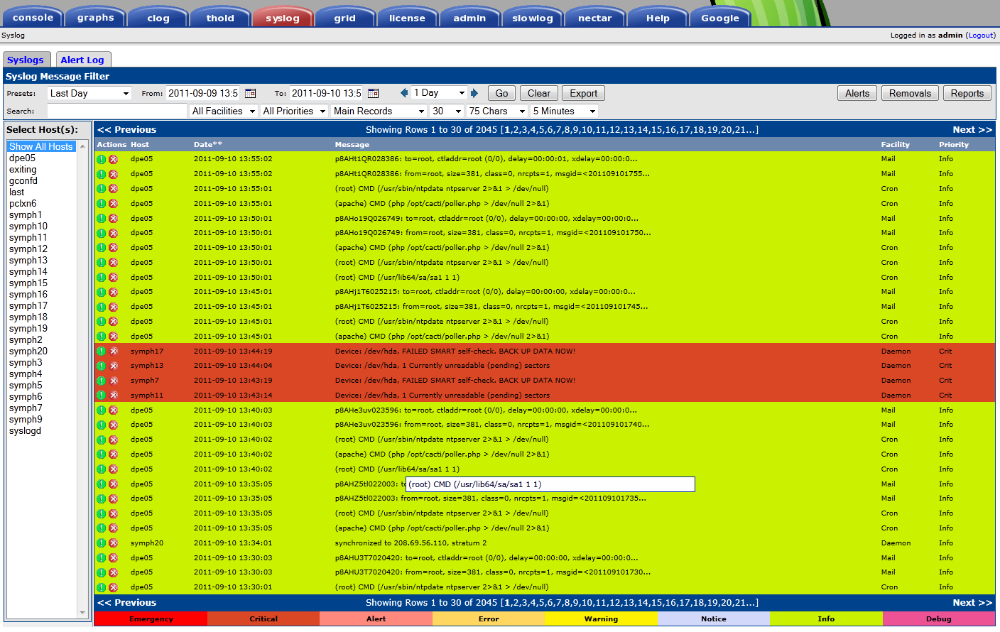 console graphs clog thold syslog grid license admin slowlog nectar Help Google
Syslog Logged in as admin (Logout)
Syslogs Alert Log
Syslog Message Filter
Presets: Last Day From: 2011-09-09 13:5 To: 2011-09-10 13:5 1 Day Go Clear Export Alerts Removals Reports
Search: All Facilities All Priorities Main Records 30 75 Chars 5 Minutes
Select Host(s):
Show All Hosts
dpe05
exiting
gconfd
last
pclxn6
symph1
symph10
symph11
symph12
symph13
symph14
symph15
symph16
symph17
symph18
symph19
symph2
symph20
symph3
symph4
symph5
symph6
symph7
symph9
syslogd
<< Previous Showing Rows 1 to 30 of 2045 [1,2,3,4,5,6,7,8,9,10,11,12,13,14,15,16,17,18,19,20,21...] Next >>
Actions Host Date** Message Facility Priority
dpe05 2011-09-10 13:55:02 p8AHt1QR028386: to=root, ctladdr=root (0/0), delay=00:00:01, xdelay=00:00:0... Mail Info
dpe05 2011-09-10 13:55:02 p8AHt1QR028386: from=root, size=381, class=0, nrcpts=1, msgid=<201109101755... Mail Info
dpe05 2011-09-10 13:55:01 (root) CMD (/usr/sbin/ntpdate ntpserver 2>&1 > /dev/null) Cron Info
dpe05 2011-09-10 13:55:01 (apache) CMD (php /opt/cacti/poller.php > /dev/null 2>&1) Cron Info
dpe05 2011-09-10 13:50:01 p8AHo19Q026749: to=root, ctladdr=root (0/0), delay=00:00:00, xdelay=00:00:0... Mail Info
dpe05 2011-09-10 13:50:01 p8AHo19Q026749: from=root, size=381, class=0, nrcpts=1, msgid=<201109101750... Mail Info
dpe05 2011-09-10 13:50:01 (apache) CMD (php /opt/cacti/poller.php > /dev/null 2>&1) Cron Info
dpe05 2011-09-10 13:50:01 (root) CMD (/usr/sbin/ntpdate ntpserver 2>&1 > /dev/null) Cron Info
dpe05 2011-09-10 13:50:01 (root) CMD (/usr/lib64/sa/sa1 1 1) Cron Info
dpe05 2011-09-10 13:45:01 p8AHj1T6025215: to=root, ctladdr=root (0/0), delay=00:00:00, xdelay=00:00:0... Mail Info
dpe05 2011-09-10 13:45:01 p8AHj1T6025215: from=root, size=381, class=0, nrcpts=1, msgid=<201109101745... Mail Info
dpe05 2011-09-10 13:45:01 (root) CMD (/usr/sbin/ntpdate ntpserver 2>&1 > /dev/null) Cron Info
dpe05 2011-09-10 13:45:01 (apache) CMD (php /opt/cacti/poller.php > /dev/null 2>&1) Cron Info
symph17 2011-09-10 13:44:19 Device: /dev/hda, FAILED SMART self-check. BACK UP DATA NOW! Daemon Crit
symph13 2011-09-10 13:44:04 Device: /dev/hda, 1 Currently unreadable (pending) sectors Daemon Crit
symph7 2011-09-10 13:43:19 Device: /dev/hda, FAILED SMART self-check. BACK UP DATA NOW! Daemon Crit
symph11 2011-09-10 13:43:14 Device: /dev/hda, 1 Currently unreadable (pending) sectors Daemon Crit
dpe05 2011-09-10 13:40:03 p8AHe3uv023596: to=root, ctladdr=root (0/0), delay=00:00:00, xdelay=00:00:0... Mail Info
dpe05 2011-09-10 13:40:03 p8AHe3uv023596: from=root, size=381, class=0, nrcpts=1, msgid=<201109101740... Mail Info
dpe05 2011-09-10 13:40:02 (root) CMD (/usr/sbin/ntpdate ntpserver 2>&1 > /dev/null) Cron Info
dpe05 2011-09-10 13:40:02 (apache) CMD (php /opt/cacti/poller.php > /dev/null 2>&1) Cron Info
dpe05 2011-09-10 13:40:02 (root) CMD (/usr/lib64/sa/sa1 1 1) Cron Info
dpe05 2011-09-10 13:35:05 p8AHZ5tl022003: (root) CMD (/usr/lib64/sa/sa1 1 1) Mail Info
dpe05 2011-09-10 13:35:05 p8AHZ5tl022003: from=root, size=381, class=0, nrcpts=1, msgid=<201109101735... Mail Info
dpe05 2011-09-10 13:35:05 (root) CMD (/usr/sbin/ntpdate ntpserver 2>&1 > /dev/null) Cron Info
dpe05 2011-09-10 13:35:05 (apache) CMD (php /opt/cacti/poller.php > /dev/null 2>&1) Cron Info
symph20 2011-09-10 13:34:01 synchronized to 208.69.56.110, stratum 2 Daemon Info
dpe05 2011-09-10 13:30:03 p8AHU3T7020420: to=root, ctladdr=root (0/0), delay=00:00:00, xdelay=00:00:0... Mail Info
dpe05 2011-09-10 13:30:03 p8AHU3T7020420: from=root, size=381, class=0, nrcpts=1, msgid=<201109101730... Mail Info
dpe05 2011-09-10 13:30:01 (root) CMD (/usr/sbin/ntpdate ntpserver 2>&1 > /dev/null) Cron Info
<< Previous Showing Rows 1 to 30 of 2045 [1,2,3,4,5,6,7,8,9,10,11,12,13,14,15,16,17,18,19,20,21...] Next >>
Emergency Critical Alert Error Warning Notice Info Debug